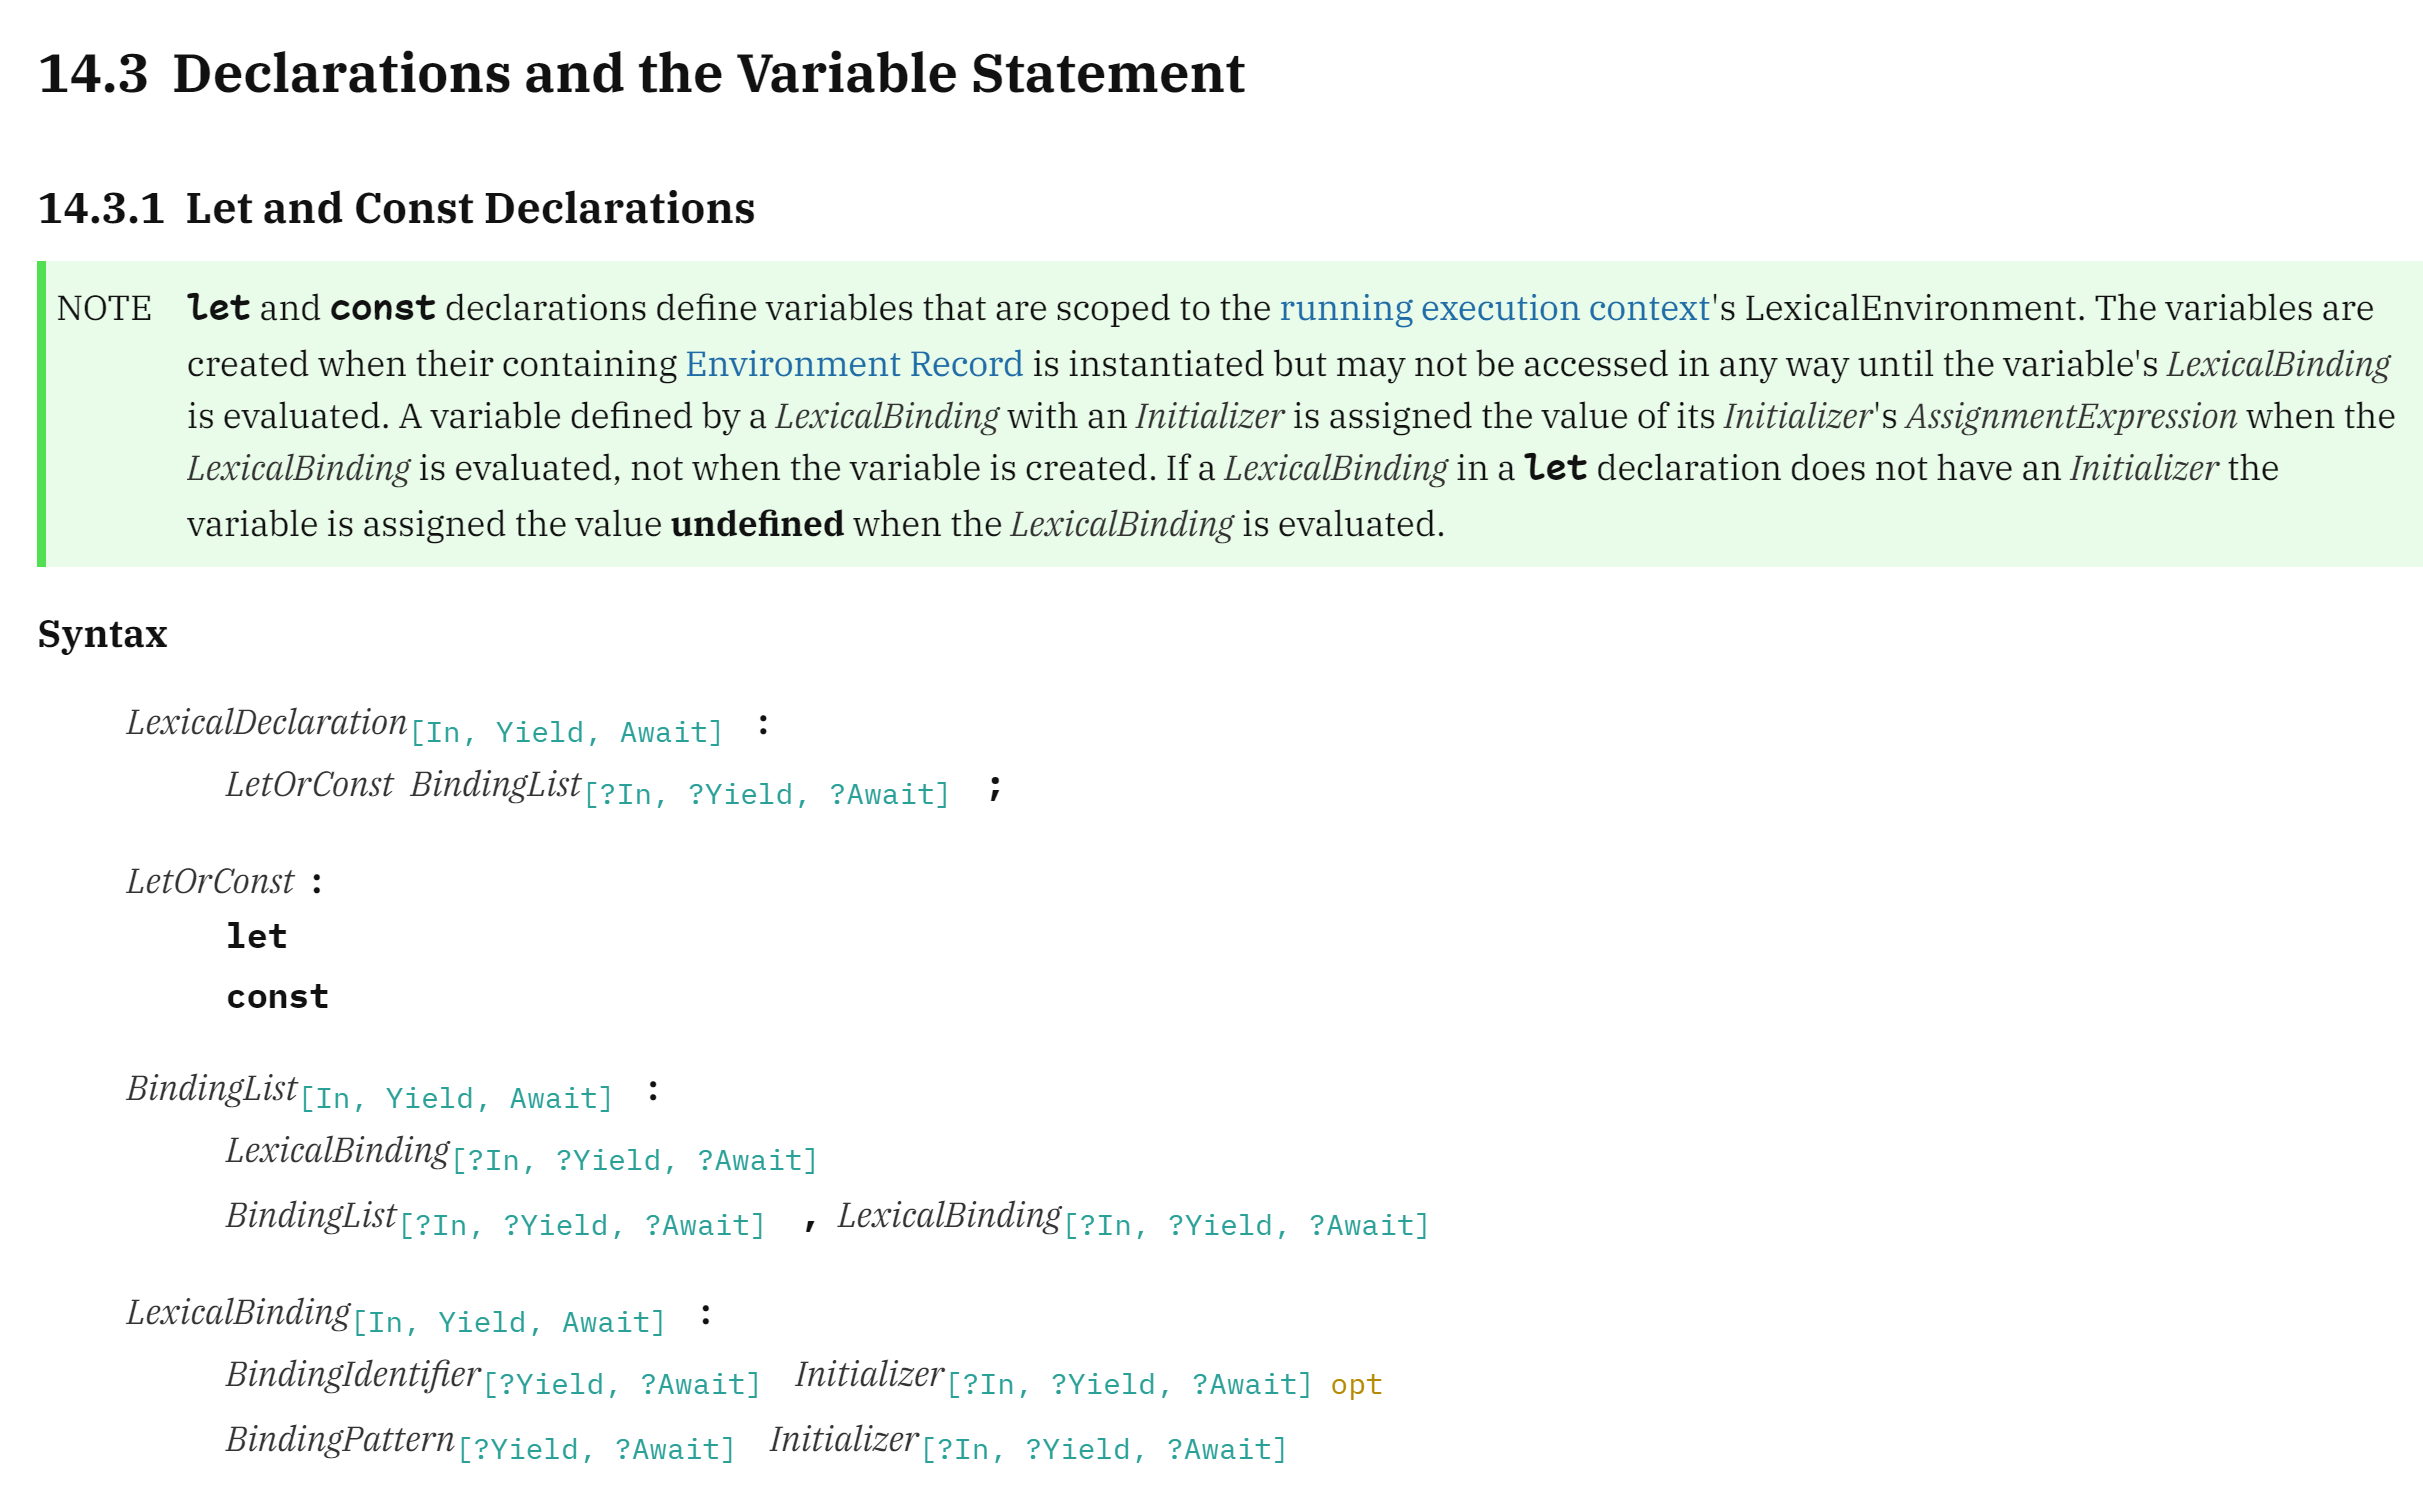 14.3 Declarations and the Variable Statement
14.3.1 Let and Const Declarations
NOTE let and const declarations define variables that are scoped to the running execution context's LexicalEnvironment. The variables are
created when their containing Environment Record is instantiated but may not be accessed in any way until the variable's LexicalBinding
is evaluated. A variable defined by a LexicalBinding with an Initializer is assigned the value of its Initializer's AssignmentExpression when the
LexicalBinding is evaluated, not when the variable is created. If a LexicalBinding in a let declaration does not have an Initializer the
variable is assigned the value undefined when the LexicalBinding is evaluated.
Syntax
LexicalDeclaration[In, Yield, Await] :
LetOrConst BindingList[?In, ?Yield, ?Await] ;
LetOrConst :
let
const
BindingList[In, Yield, Await] :
LexicalBinding[?In, ?Yield, ?Await]
BindingList[?In, ?Yield, ?Await] , LexicalBinding[?In, ?Yield, ?Await]
LexicalBinding[In, Yield, Await] :
BindingIdentifier[?Yield, ?Await] Initializer[?In, ?Yield, ?Await] opt
BindingPattern[?Yield, ?Await] Initializer[?In, ?Yield, ?Await]